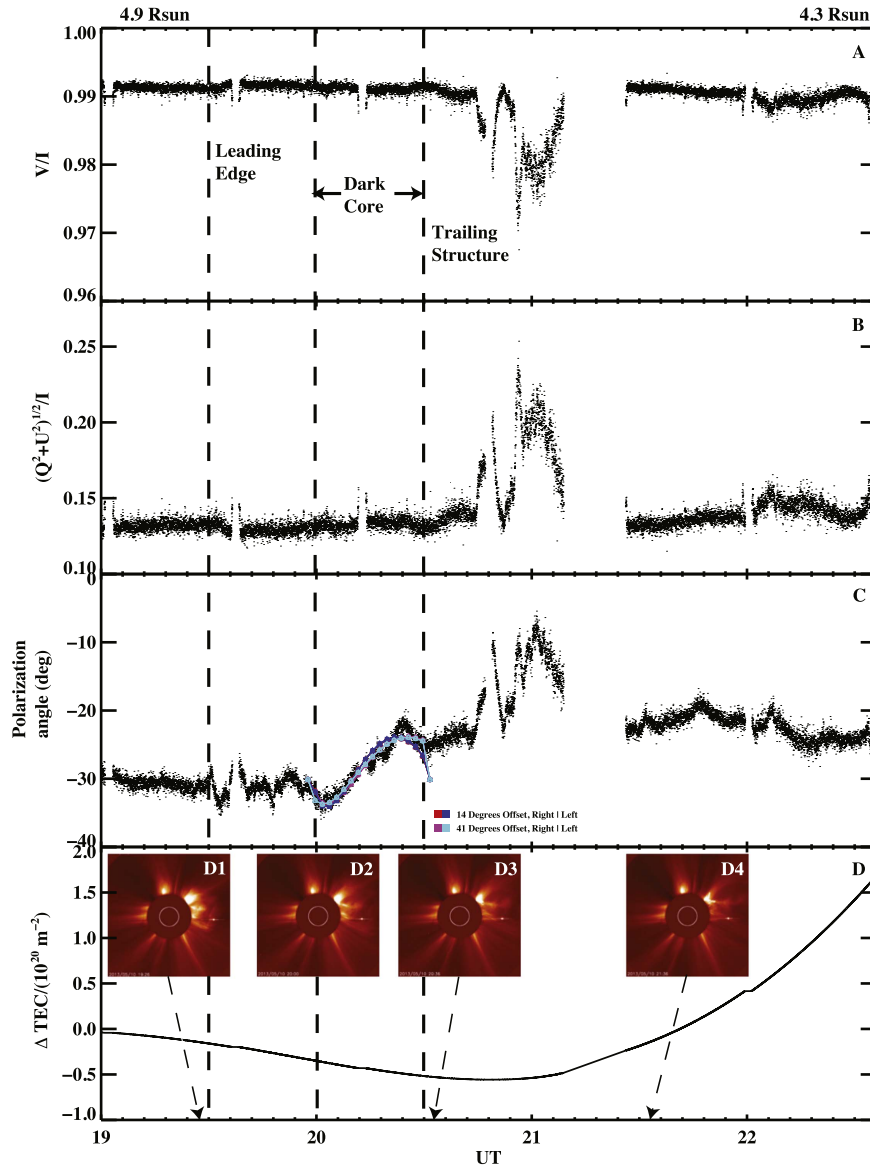 4.9 Rsun
4.3 Rsun
1.00
0.99
0.98
0.97
0.96
V/I
A
Leading
Edge
Dark
Core
Trailing
Structure
0.25
0.20
0.15
0.10
(Q²+U²)¹ᐟ²/I
B
0
−10
−20
−30
−40
Polarization
angle (deg)
C
14 Degrees Offset, Right | Left
41 Degrees Offset, Right | Left
2.0
1.5
1.0
0.5
0.0
−0.5
−1.0
Δ TEC/(10²⁰ m⁻²)
D1
D2
D3
D4
D
19
20
21
22
UT